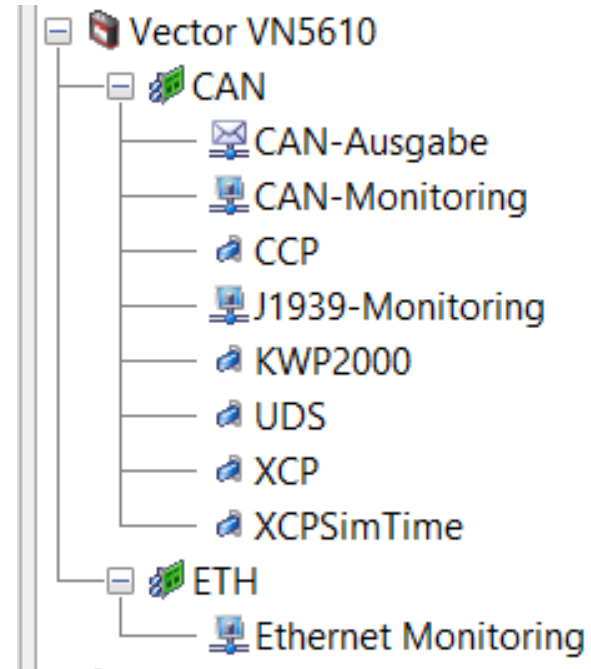 Vector VN5610
CAN
CAN-Ausgabe
CAN-Monitoring
CCP
J1939-Monitoring
KWP2000
UDS
XCP
XCPSimTime
ETH
Ethernet Monitoring